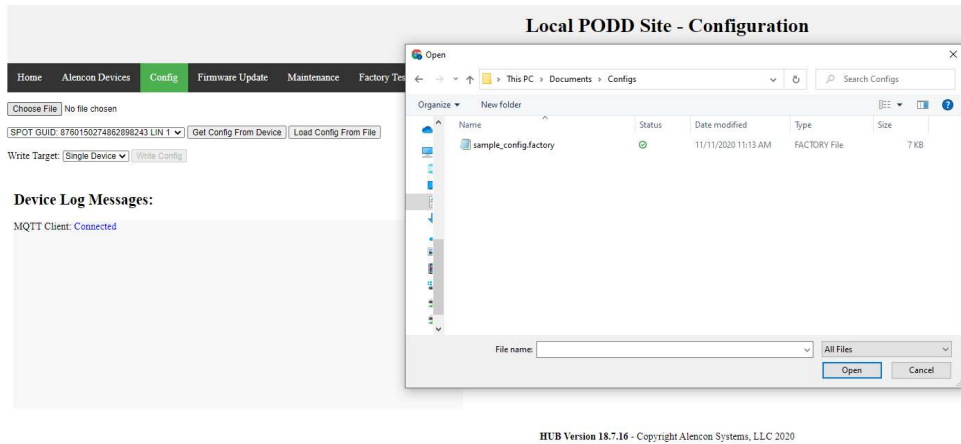 Local PODD Site - Configuration
Home Alencon Devices Config Firmware Update Maintenance Factory Tes
Choose File No file chosen
SPOT GUID: 8760150274862898243 LIN 1 Get Config From Device Load Config From File
Write Target: Single Device Write Config
Device Log Messages:
MQTT Client: Connected
Open
This PC > Documents > Configs
Search Configs
Organize New folder
Name Status Date modified Type Size
sample_config.factory 11/11/2020 11:13 AM FACTORY File 7 KB
File name: All Files
Open Cancel
HUB Version 18.7.16 - Copyright Alencon Systems, LLC 2020